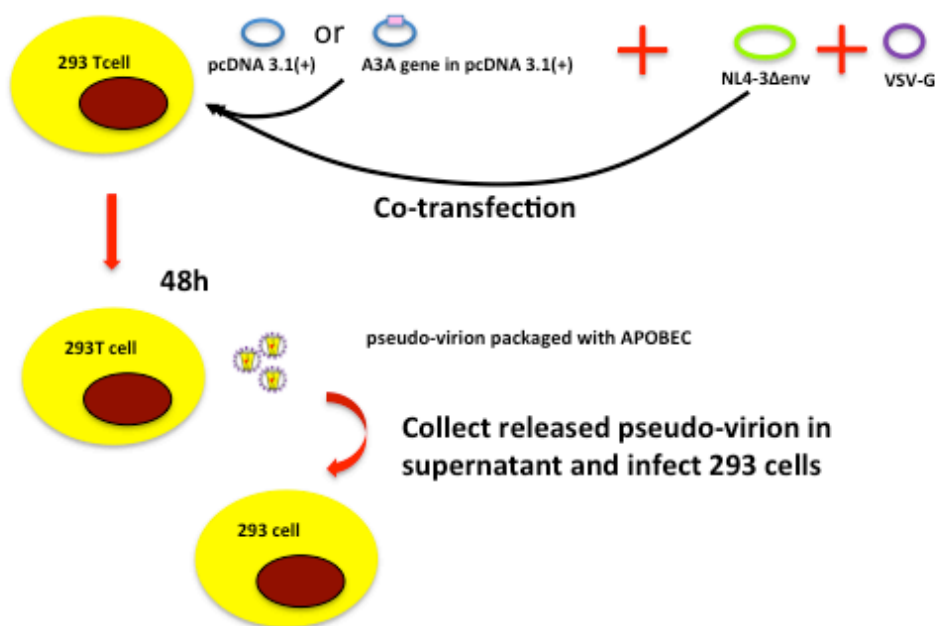 293 Tcell
or
pcDNA 3.1(+)
A3A gene in pcDNA 3.1(+)
NL4-3Δenv
VSV-G
Co-transfection
48h
293T cell
pseudo-virion packaged with APOBEC
Collect released pseudo-virion in
supernatant and infect 293 cells
293 cell